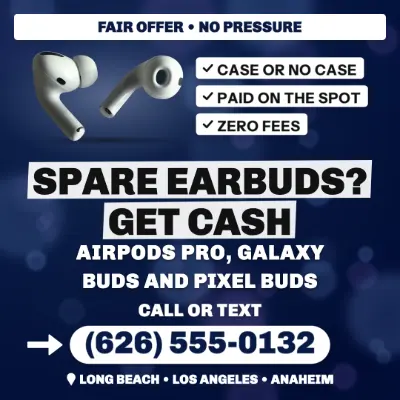 FAIR OFFER • NO PRESSURE
✓ CASE OR NO CASE
✓ PAID ON THE SPOT
✓ ZERO FEES
SPARE EARBUDS?
GET CASH
AIRPODS PRO, GALAXY
BUDS AND PIXEL BUDS
CALL OR TEXT
(626) 555-0132
LONG BEACH • LOS ANGELES • ANAHEIM